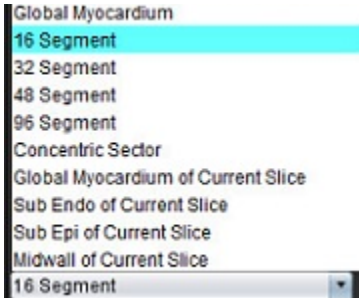 Global Myocardium
16 Segment
32 Segment
48 Segment
96 Segment
Concentric Sector
Global Myocardium of Current Slice
Sub Endo of Current Slice
Sub Epi of Current Slice
Midwall of Current Slice
16 Segment